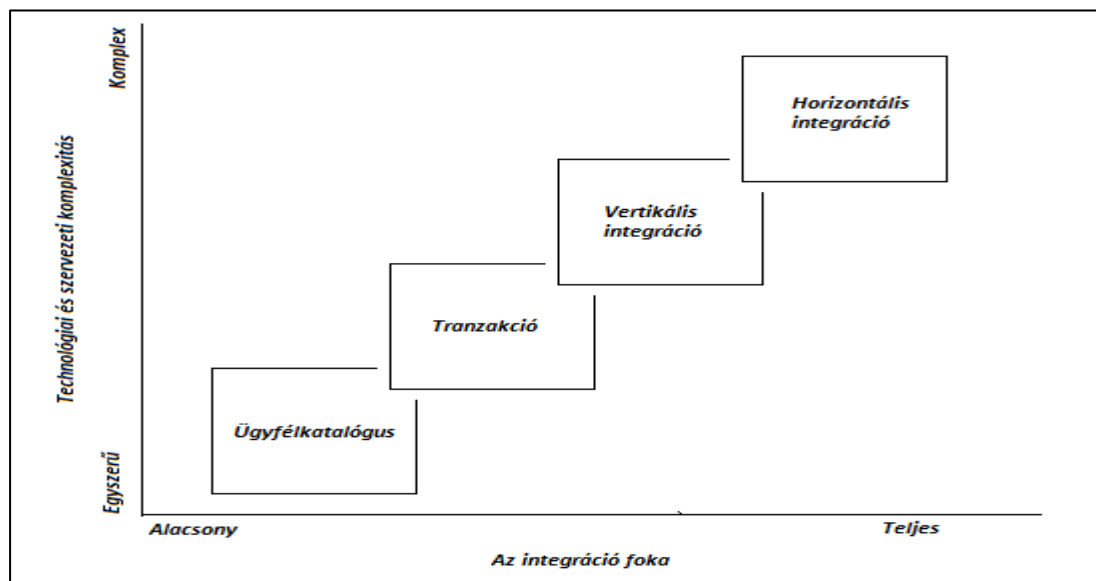 Komplex
Technológiai és szervezeti komplexitás
Egyszerű
Horizontális
integráció
Vertikális
integráció
Tranzakció
Ügyfélkatalógus
Alacsony
Teljes
Az integráció foka